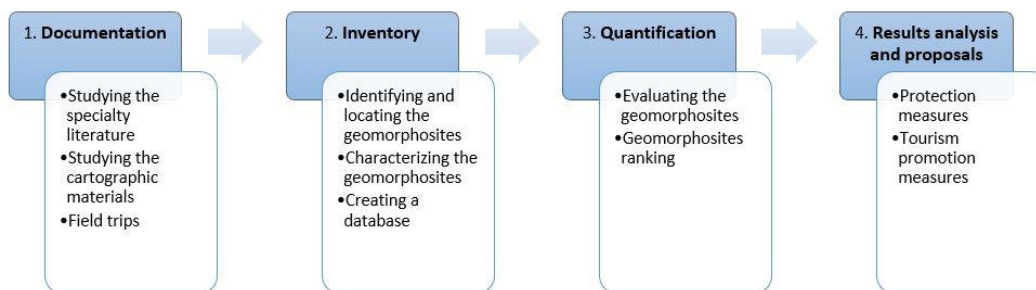 1. Documentation
•Studying the
specialty
literature
•Studying the
cartographic
materials
•Field trips
2. Inventory
•Identifying and
locating the
geomorphosites
•Characterizing the
geomorphosites
•Creating a
database
3. Quantification
•Evaluating the
geomorphosites
•Geomorphosites
ranking
4. Results analysis
and proposals
•Protection
measures
•Tourism
promotion
measures